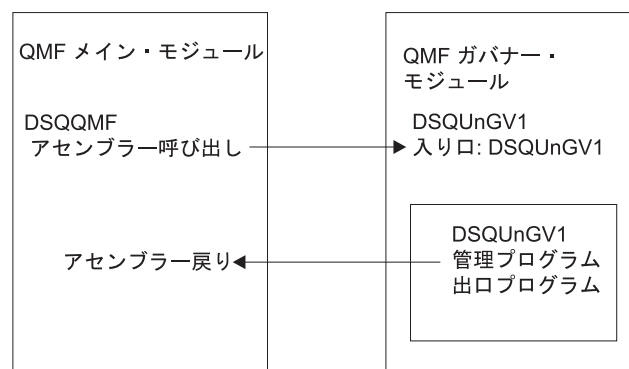 QMF メイン・モジュール
DSQQMF
アセンブラー呼び出し
アセンブラー戻り
QMF ガバナー・
モジュール
DSQUnGV1
入り口: DSQUnGV1
DSQUnGV1
管理プログラム
出口プログラム